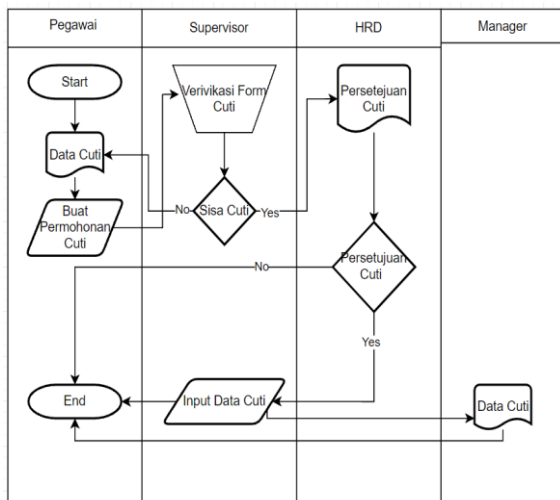 Pegawai
Supervisor
HRD
Manager
Start
Verivikasi Form
Cuti
Persetejuan
Cuti
Data Cuti
Buat
Permohonan
Cuti
No
Sisa Cuti
Yes
Persetujuan
Cuti
No
Yes
End
Input Data Cuti
Data Cuti